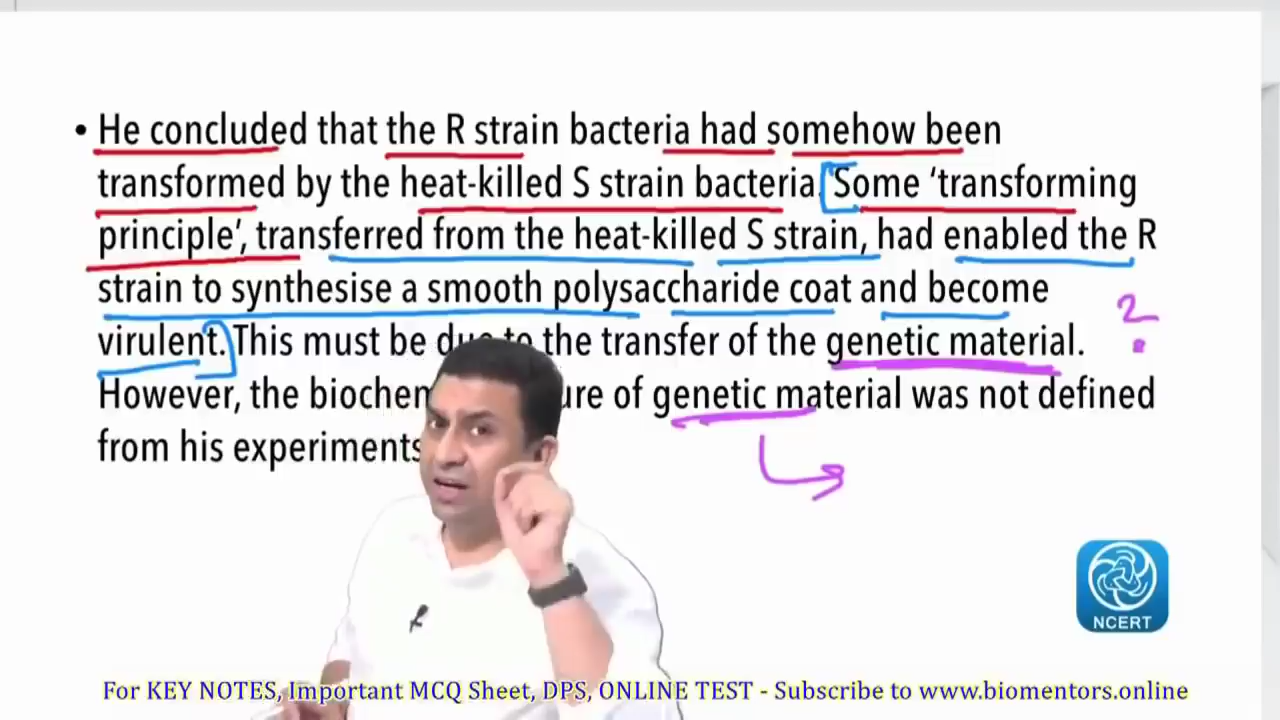 • He concluded that the R strain bacteria had somehow been
transformed by the heat-killed S strain bacteria. Some ‘transforming
principle’, transferred from the heat-killed S strain, had enabled the R
strain to synthesise a smooth polysaccharide coat and become
virulent. This must be due to the transfer of the genetic material.
?
However, the biochem ure of genetic material was not defined
from his experiments
NCERT
For KEY NOTES, Important MCQ Sheet, DPS, ONLINE TEST - Subscribe to www.biomentors.online